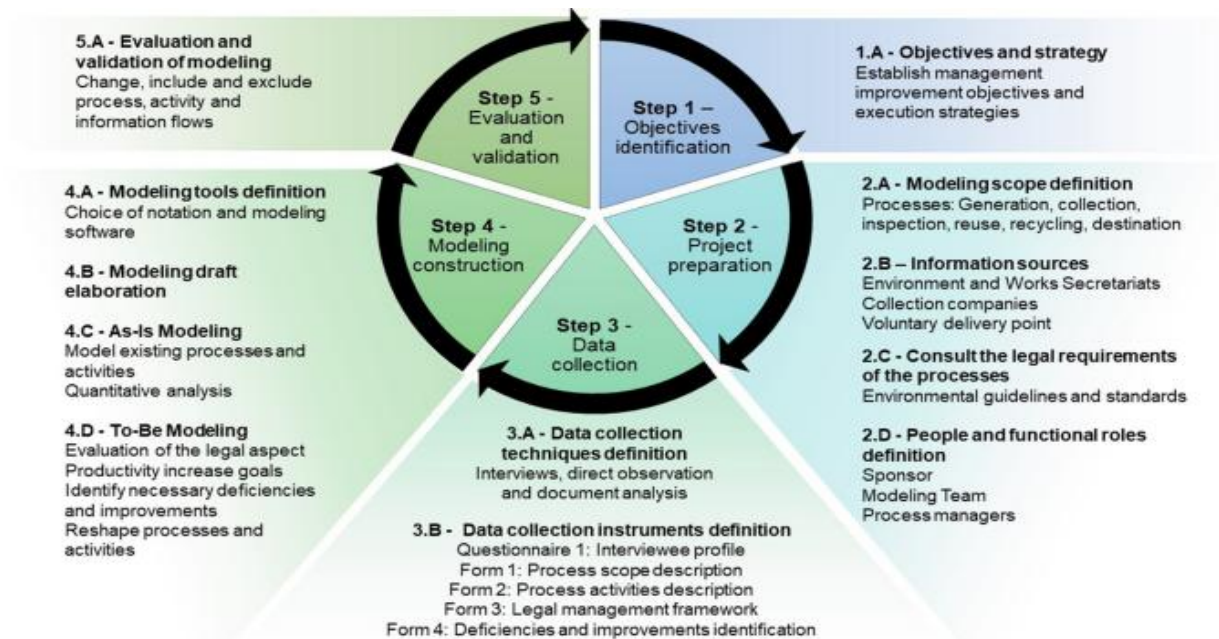 5.A - Evaluation and
validation of modeling
Change, include and exclude
process, activity and
information flows
Step 5 -
Evaluation
and
validation
Step 1 –
Objectives
identification
1.A - Objectives and strategy
Establish management
improvement objectives and
execution strategies
4.A - Modeling tools definition
Choice of notation and modeling
software
4.B - Modeling draft
elaboration
4.C - As-Is Modeling
Model existing processes and
activities
Quantitative analysis
4.D - To-Be Modeling
Evaluation of the legal aspect
Productivity increase goals
Identify necessary deficiencies
and improvements
Reshape processes and
activities
Step 4 -
Modeling
construction
Step 2 -
Project
preparation
Step 3 -
Data
collection
2.A - Modeling scope definition
Processes: Generation, collection,
inspection, reuse, recycling, destination
2.B – Information sources
Environment and Works Secretariats
Collection companies
Voluntary delivery point
2.C - Consult the legal requirements
of the processes
Environmental guidelines and standards
2.D - People and functional roles
definition
Sponsor
Modeling Team
Process managers
3.A - Data collection
techniques definition
Interviews, direct observation
and document analysis
3.B - Data collection instruments definition
Questionnaire 1: Interviewee profile
Form 1: Process scope description
Form 2: Process activities description
Form 3: Legal management framework
Form 4: Deficiencies and improvements identification